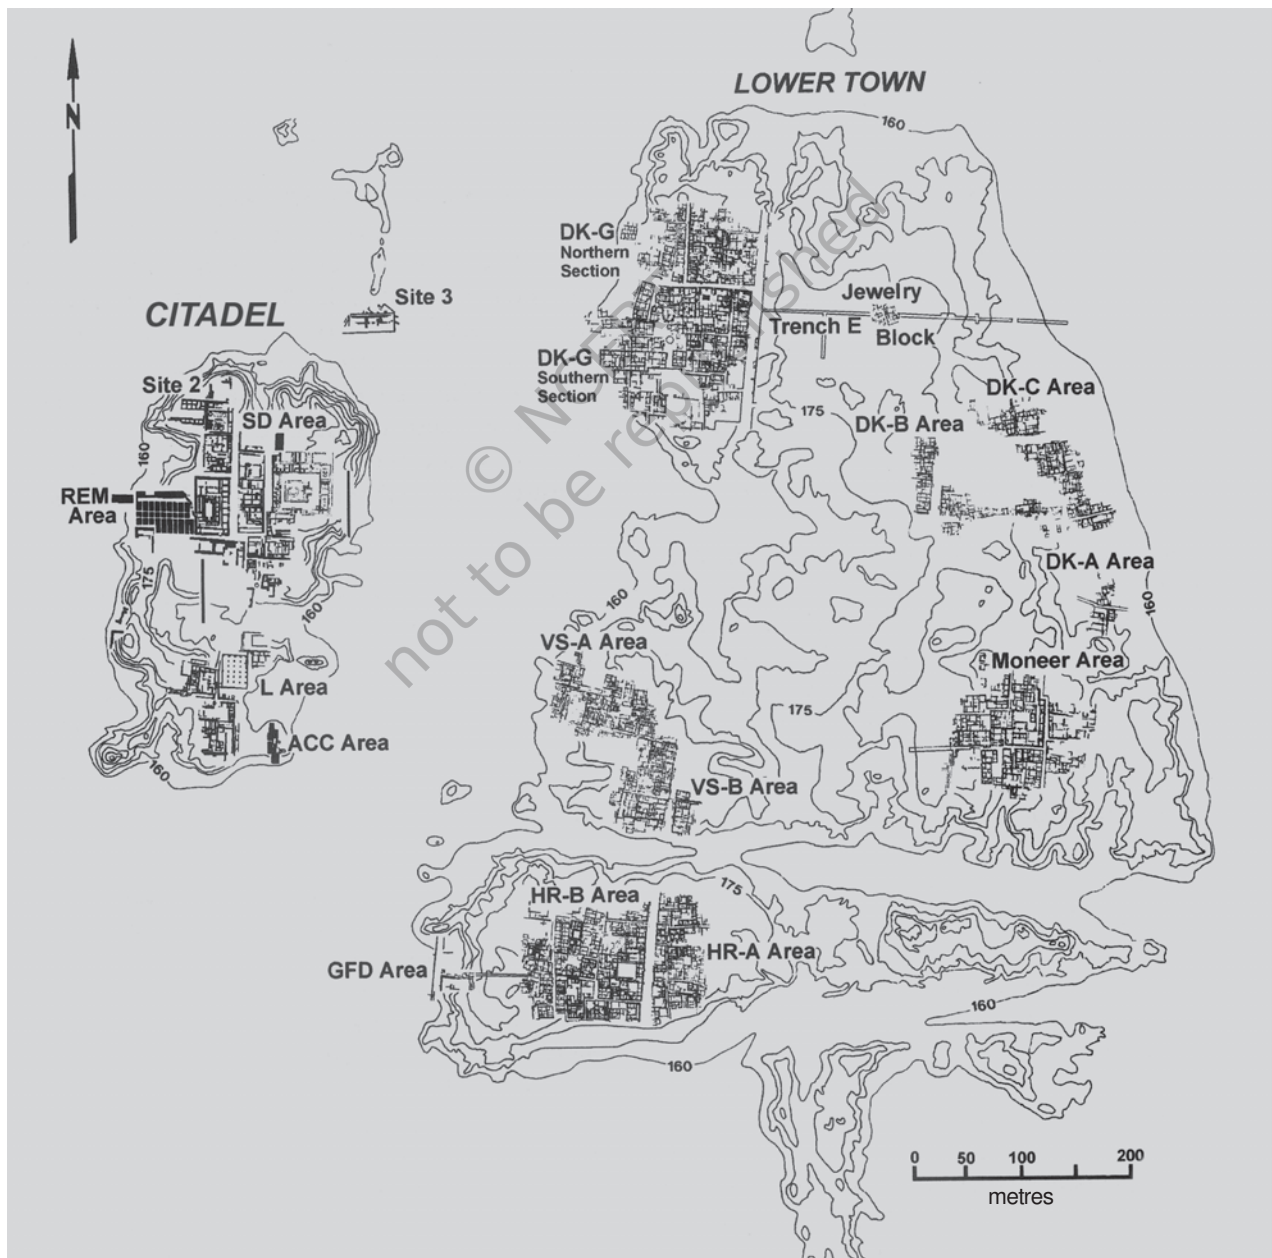 LOWER TOWN
160
N
DK-G
Northern
Section
Site 3
CITADEL
Jewelry
Trench E
Block
DK-G
Southern
Section
Site 2
SD Area
DK-C Area
175
DK-B Area
160
REM
Area
175
160
DK-A Area
160
160
VS-A Area
Moneer Area
L Area
175
ACC Area
160
VS-B Area
175
HR-B Area
HR-A Area
GFD Area
160
160
0 50 100 200
metres
© NCERT
not to be republished